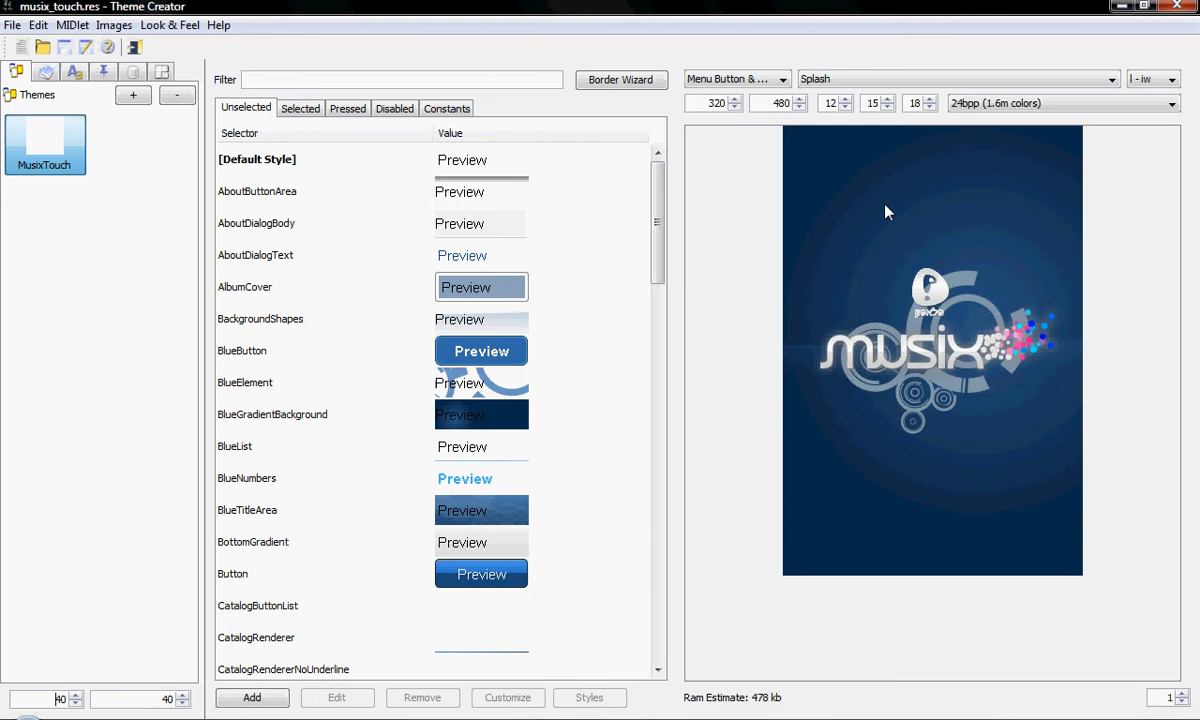 musix_touch.res - Theme Creator
File Edit MIDlet Images Look & Feel Help
Themes
+ -
MusixTouch
40 40
Filter Border Wizard
Unselected Selected Pressed Disabled Constants
Selector Value
[Default Style] Preview
AboutButtonArea Preview
AboutDialogBody Preview
AboutDialogText Preview
AlbumCover Preview
BackgroundShapes Preview
BlueButton Preview
BlueElement Preview
BlueGradientBackground Preview
BlueList Preview
BlueNumbers Preview
BlueTitleArea Preview
BottomGradient Preview
Button Preview
CatalogButtonList
CatalogRenderer
CatalogRendererNoUnderline
Add Edit Remove Customize Styles
Menu Button & ... Splash I - iw
320 480 12 15 18 24bpp (1.6m colors)
פלאפון
musix
Ram Estimate: 478 kb 1